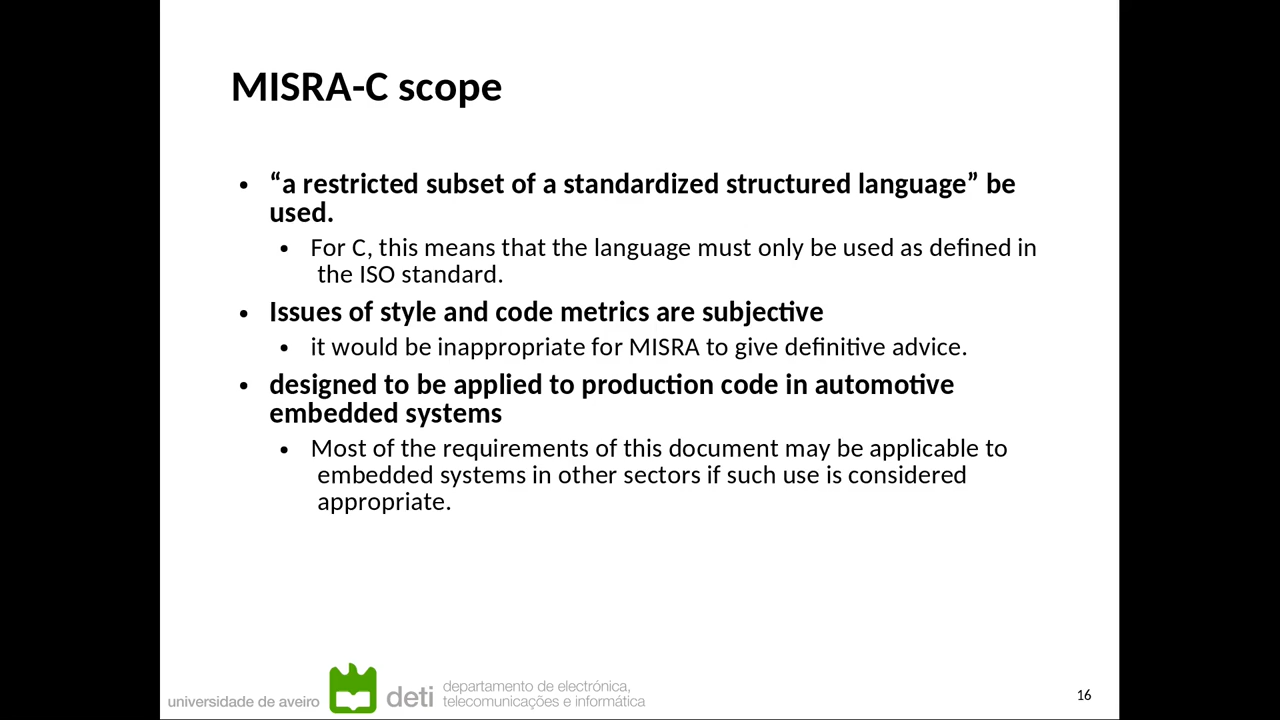 MISRA-C scope
• “a restricted subset of a standardized structured language” be
used.
• For C, this means that the language must only be used as defined in
the ISO standard.
• Issues of style and code metrics are subjective
• it would be inappropriate for MISRA to give definitive advice.
• designed to be applied to production code in automotive
embedded systems
• Most of the requirements of this document may be applicable to
embedded systems in other sectors if such use is considered
appropriate.
universidade de aveiro
deti
departamento de electrónica,
telecomunicações e informática
16